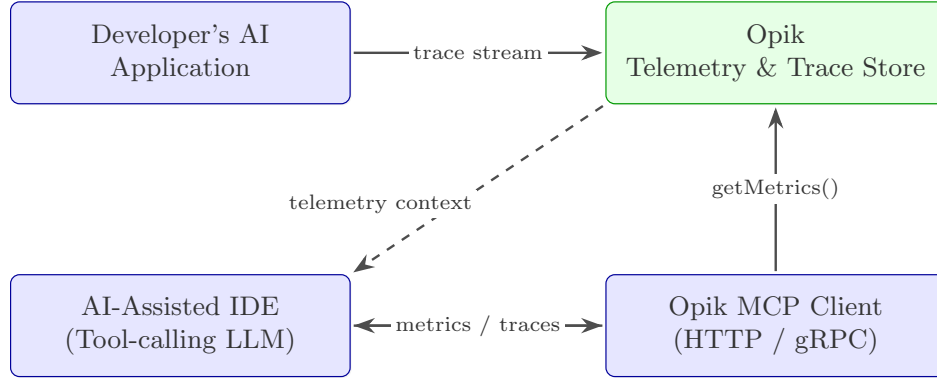 Developer's AI
Application
trace stream
Opik
Telemetry & Trace Store
telemetry context
getMetrics()
AI-Assisted IDE
(Tool-calling LLM)
metrics / traces
Opik MCP Client
(HTTP / gRPC)